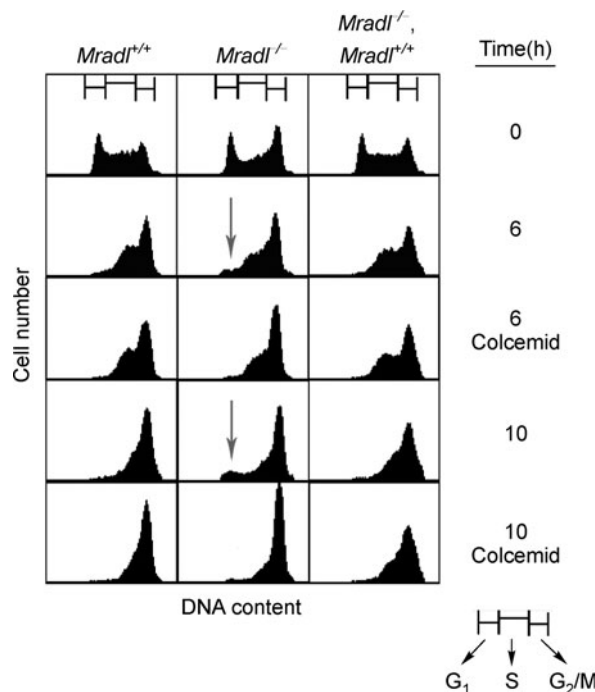 Mradl⁻/⁻,
Mradl⁺/⁺ Mradl⁻/⁻ Mradl⁺/⁺ Time(h)
0
6
6
Colcemid
10
10
Colcemid
Cell number
DNA content
G₁ S G₂/M